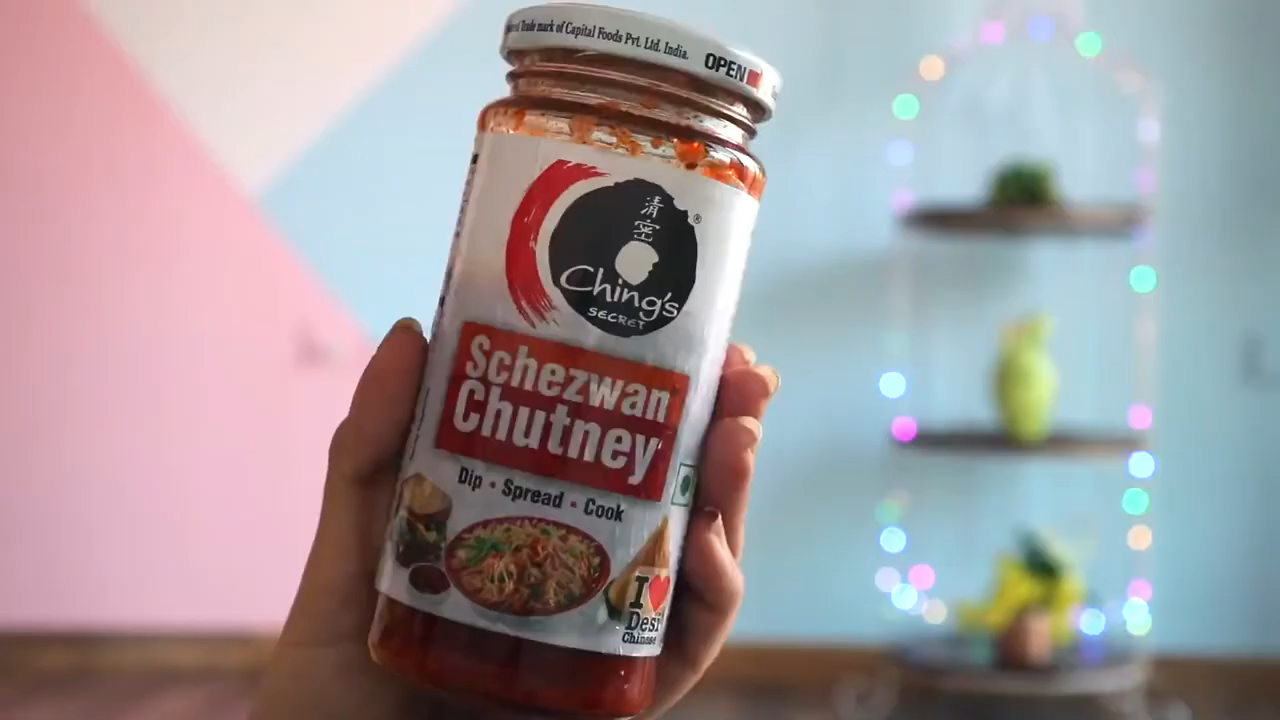 Trade mark of Capital Foods Pvt. Ltd. India.
OPEN
清
密
®
Ching's
SECRET
Schezwan
Chutney
Dip • Spread • Cook
I ♥
Desi
Chinese